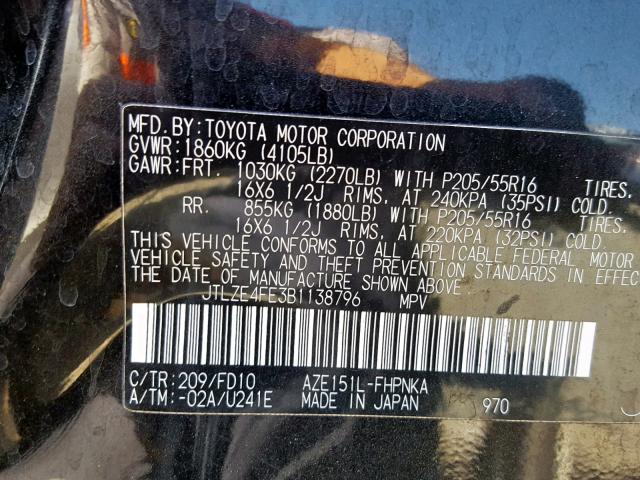 MFD.BY:TOYOTA MOTOR CORPORATION
GVWR:1860KG (4105LB)
GAWR:FRT. 1030KG (2270LB) WITH P205/55R16 TIRES,
16X6 1/2J RIMS, AT 240KPA (35PSI) COLD.
RR. 855KG (1880LB) WITH P205/55R16 TIRES,
16X6 1/2J RIMS, AT 220KPA (32PSI) COLD.
THIS VEHICLE CONFORMS TO ALL APPLICABLE FEDERAL MOTOR
VEHICLE SAFETY AND THEFT PREVENTION STANDARDS IN EFFEC
THE DATE OF MANUFACTURE SHOWN ABOVE.
JTLZE4FE3B1138796 MPV
C/TR:209/FD10 AZE151L-FHPNKA
A/TM:-02A/U241E MADE IN JAPAN 970